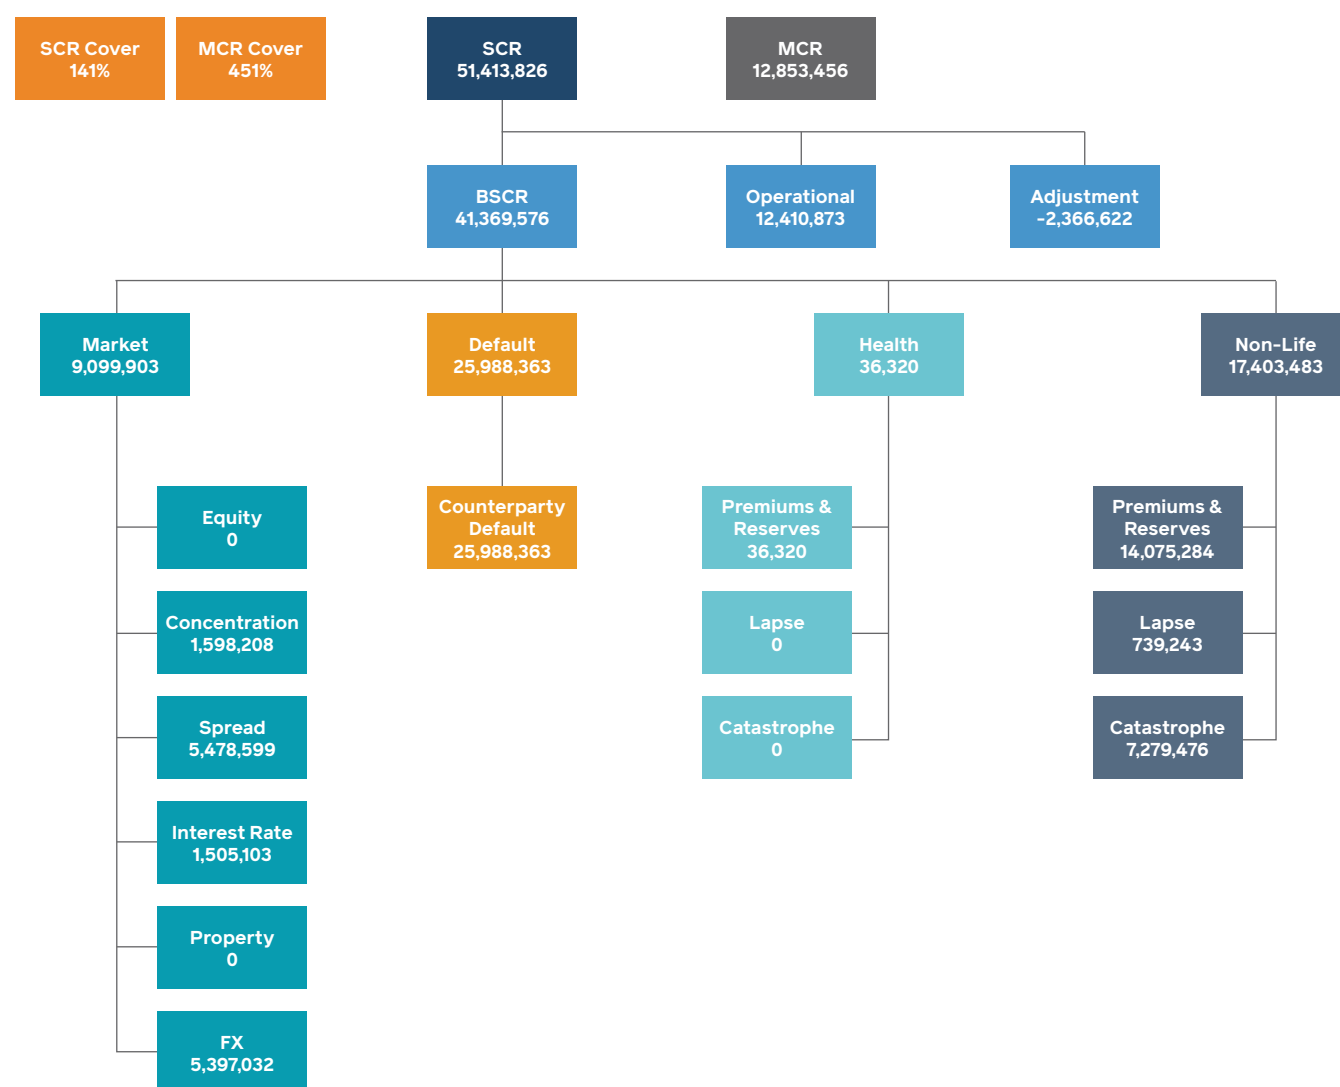 SCR Cover
141%
MCR Cover
451%
SCR
51,413,826
MCR
12,853,456
BSCR
41,369,576
Operational
12,410,873
Adjustment
-2,366,622
Market
9,099,903
Default
25,988,363
Health
36,320
Non-Life
17,403,483
Equity
0
Concentration
1,598,208
Spread
5,478,599
Interest Rate
1,505,103
Property
0
FX
5,397,032
Counterparty
Default
25,988,363
Premiums &
Reserves
36,320
Lapse
0
Catastrophe
0
Premiums &
Reserves
14,075,284
Lapse
739,243
Catastrophe
7,279,476